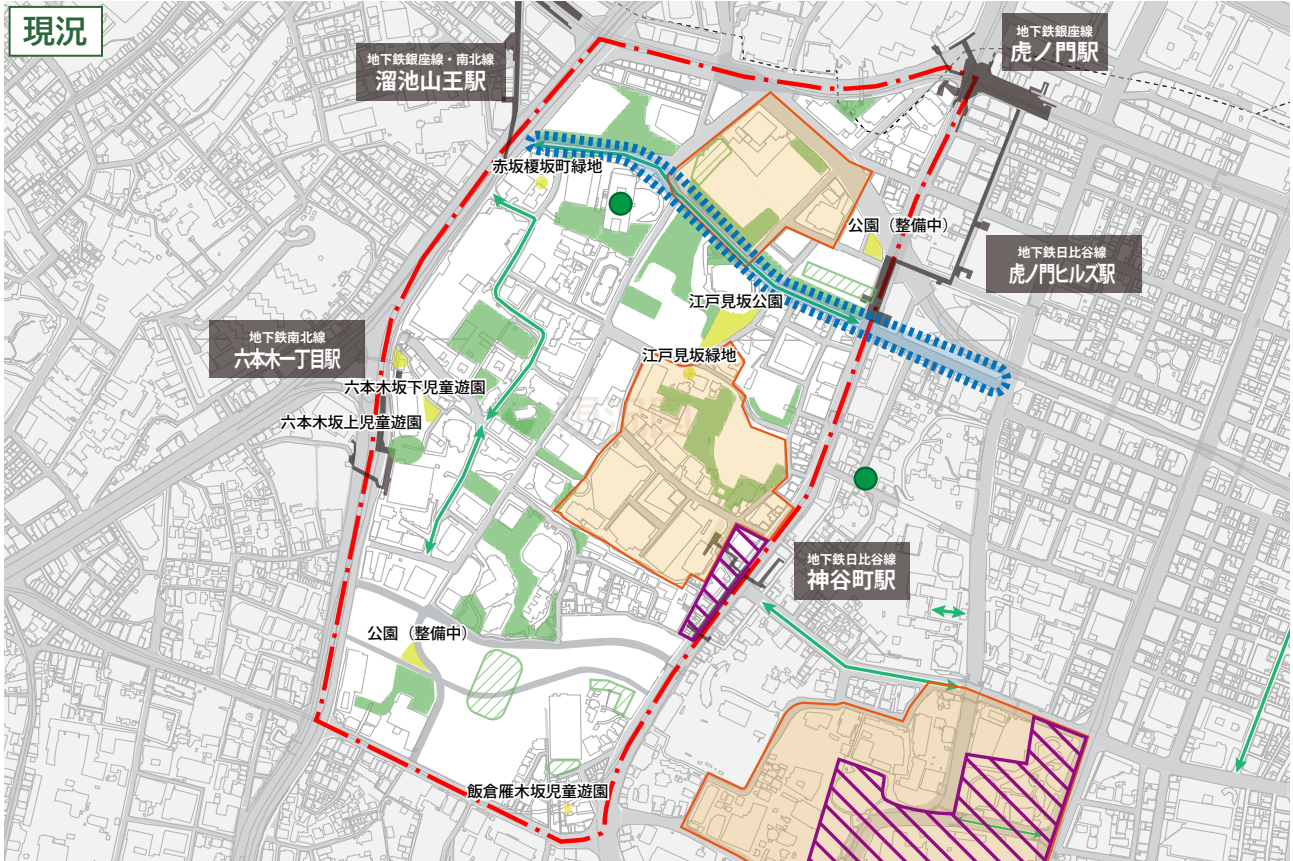 現況
地下鉄銀座線・南北線
溜池山王駅
地下鉄銀座線
虎ノ門駅
赤坂榎坂町緑地
公園（整備中）
地下鉄日比谷線
虎ノ門ヒルズ駅
江戸見坂公園
地下鉄南北線
六本木一丁目駅
江戸見坂緑地
六本木坂下児童遊園
六本木坂上児童遊園
地下鉄日比谷線
神谷町駅
公園（整備中）
飯倉雁木坂児童遊園